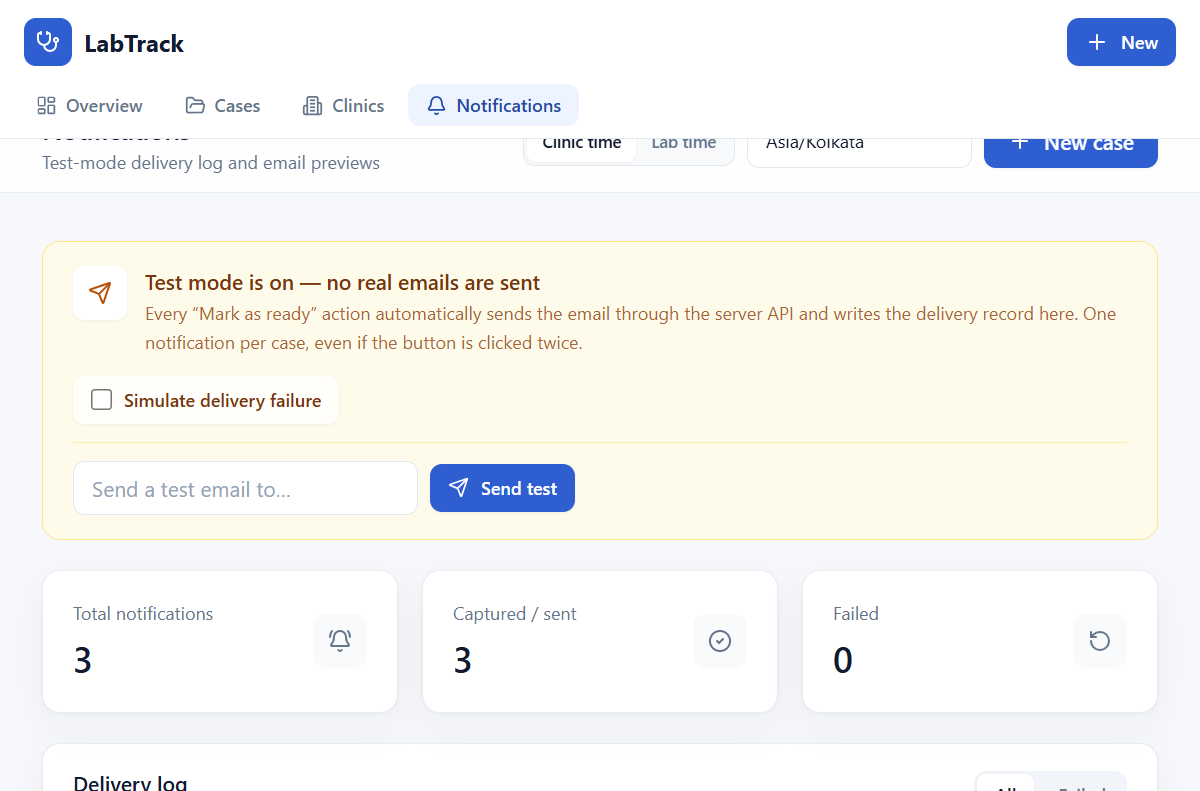 LabTrack
New
Overview
Cases
Clinics
Notifications
Notifications
Clinic time
Lab time
Asia/Kolkata
New case
Test-mode delivery log and email previews
Test mode is on — no real emails are sent
Every “Mark as ready” action automatically sends the email through the server API and writes the delivery record here. One
notification per case, even if the button is clicked twice.
Simulate delivery failure
Send a test email to...
Send test
Total notifications
3
Captured / sent
3
Failed
0
Delivery log
All
Failed